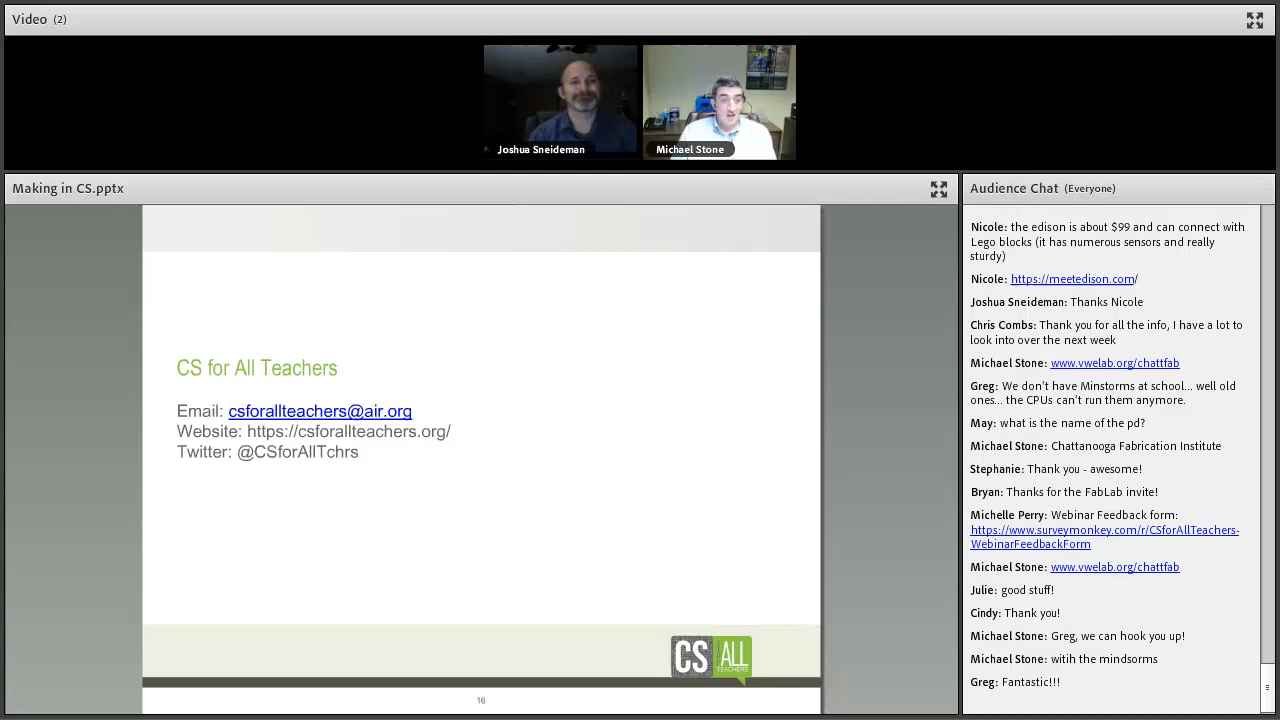 Video (2)
Joshua Sneideman
Michael Stone
Making in CS.pptx
CS for All Teachers
Email: csforallteachers@air.org
Website: https://csforallteachers.org/
Twitter: @CSforAllTchrs
CS ALL
TEACHERS
16
Audience Chat (Everyone)
Nicole: the edison is about $99 and can connect with
Lego blocks (it has numerous sensors and really
sturdy)
Nicole: https://meetedison.com/
Joshua Sneideman: Thanks Nicole
Chris Combs: Thank you for all the info, I have a lot to
look into over the next week
Michael Stone: www.vwelab.org/chattfab
Greg: We don't have Minstorms at school... well old
ones... the CPUs can't run them anymore.
May: what is the name of the pd?
Michael Stone: Chattanooga Fabrication Institute
Stephanie: Thank you - awesome!
Bryan: Thanks for the FabLab invite!
Michelle Perry: Webinar Feedback form:
https://www.surveymonkey.com/r/CSforAllTeachers-
WebinarFeedbackForm
Michael Stone: www.vwelab.org/chattfab
Julie: good stuff!
Cindy: Thank you!
Michael Stone: Greg, we can hook you up!
Michael Stone: witih the mindsorms
Greg: Fantastic!!!